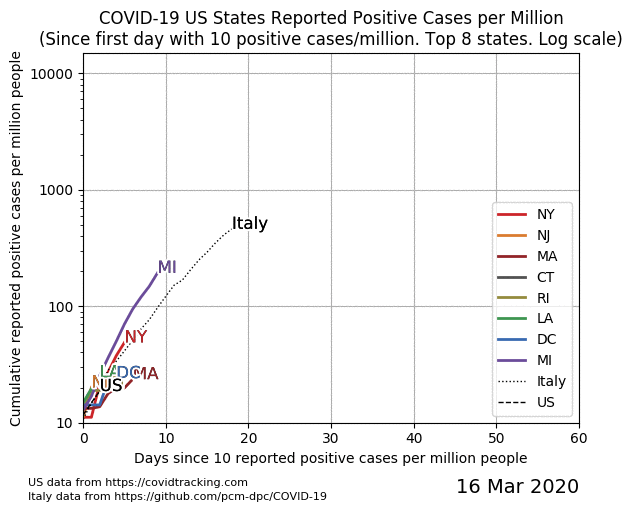 COVID-19 US States Reported Positive Cases per Million
(Since first day with 10 positive cases/million. Top 8 states. Log scale)
Cumulative reported positive cases per million people
10000
1000
100
10
Italy
MI
NY
DC
MA
US
NY
NJ
MA
CT
RI
LA
DC
MI
Italy
US
0 10 20 30 40 50 60
Days since 10 reported positive cases per million people
US data from https://covidtracking.com
Italy data from https://github.com/pcm-dpc/COVID-19
16 Mar 2020